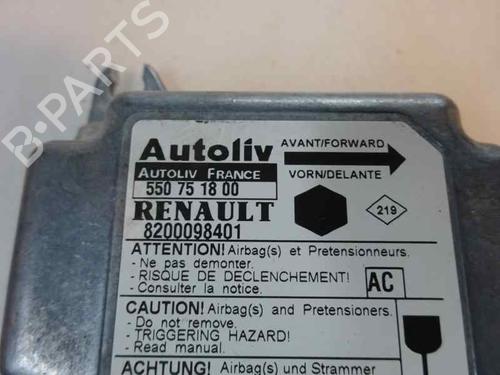 B-PARTS
Autoliv
AUTOLIV FRANCE
550 75 18 00
RENAULT
8200098401
AVANT/FORWARD
VORN/DELANTE
219
ATTENTION! Airbag(s) et Pretensionneurs.
- Ne pas demonter.
- RISQUE DE DECLENCHEMENT!
- Consulter la notice.
AC
CAUTION! Airbag(s) and Pretensioners.
- Do not remove.
- TRIGGERING HAZARD!
- Read manual.
ACHTUNG! Airbag(s) und Strammer